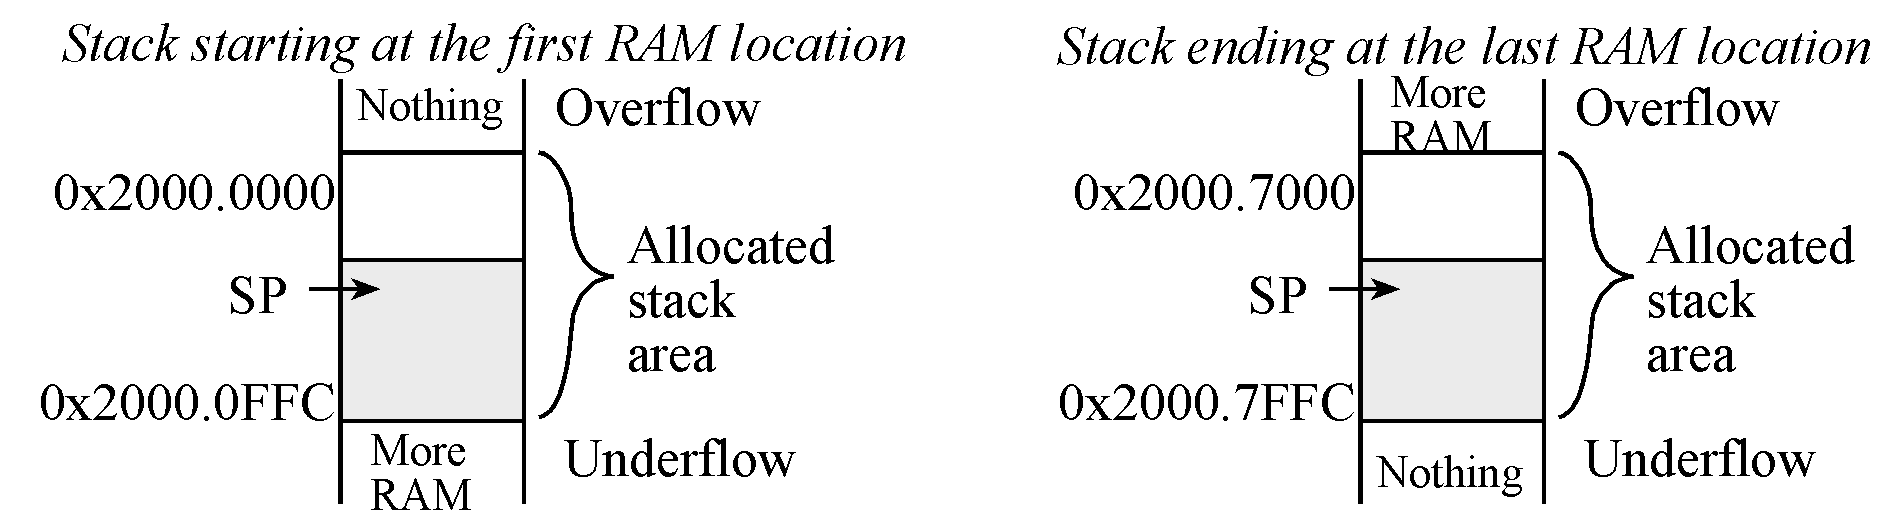 Stack starting at the first RAM location
Nothing
Overflow
0x2000.0000
Allocated
stack
area
SP
0x2000.0FFC
More
RAM
Underflow
Stack ending at the last RAM location
More
RAM
Overflow
0x2000.7000
Allocated
stack
area
SP
0x2000.7FFC
Nothing
Underflow